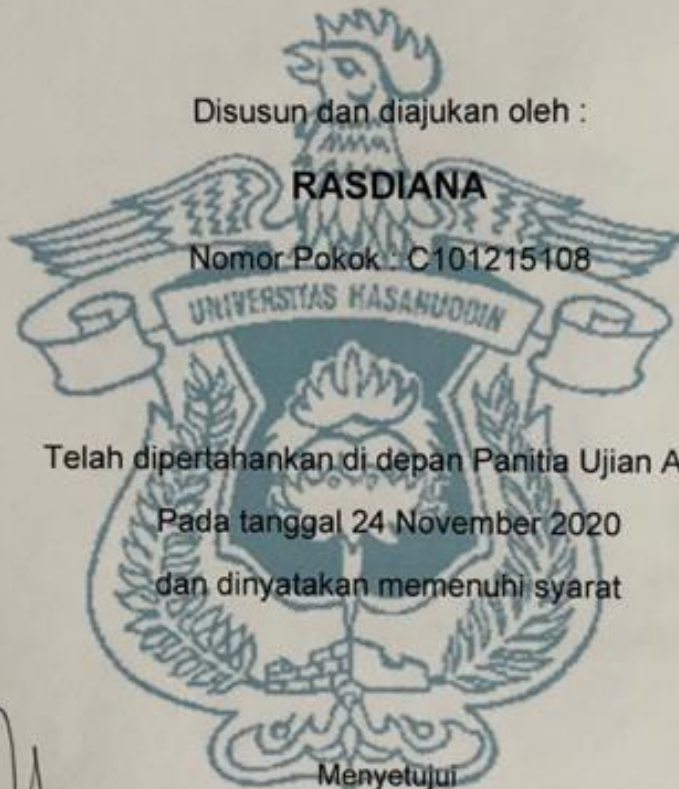 Disusun dan diajukan oleh :
RASDIANA
Nomor Pokok : C101215108
UNIVERSITAS HASANUDDIN
Telah dipertahankan di depan Panitia Ujian A
Pada tanggal 24 November 2020
dan dinyatakan memenuhi syarat
Menyetujui